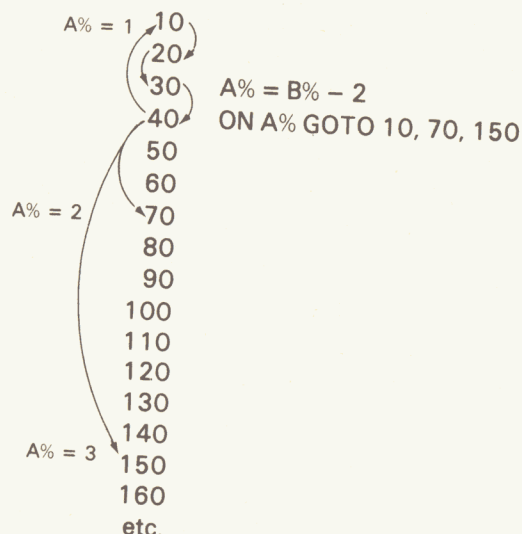 A% = 1 10
20
30 A% = B% − 2
40 ON A% GOTO 10, 70, 150
50
60
A% = 2 70
80
90
100
110
120
130
140
A% = 3 150
160
etc.